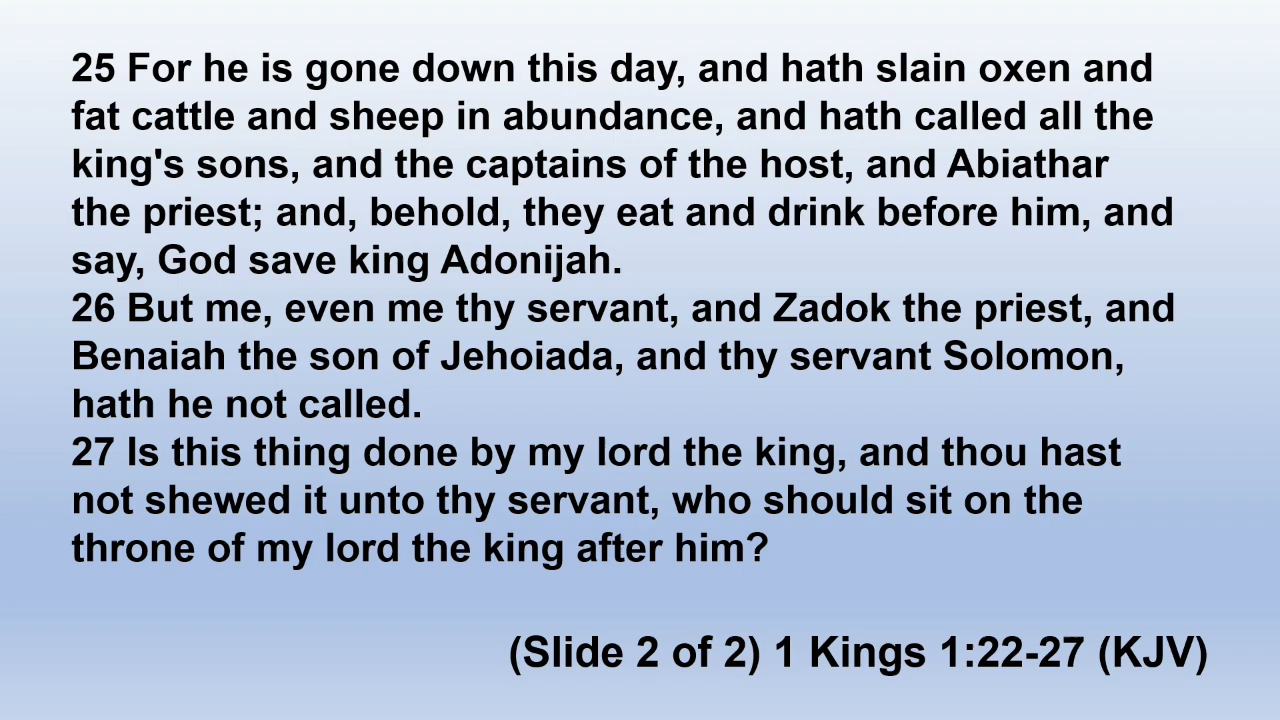 25 For he is gone down this day, and hath slain oxen and
fat cattle and sheep in abundance, and hath called all the
king's sons, and the captains of the host, and Abiathar
the priest; and, behold, they eat and drink before him, and
say, God save king Adonijah.
26 But me, even me thy servant, and Zadok the priest, and
Benaiah the son of Jehoiada, and thy servant Solomon,
hath he not called.
27 Is this thing done by my lord the king, and thou hast
not shewed it unto thy servant, who should sit on the
throne of my lord the king after him?
(Slide 2 of 2) 1 Kings 1:22-27 (KJV)